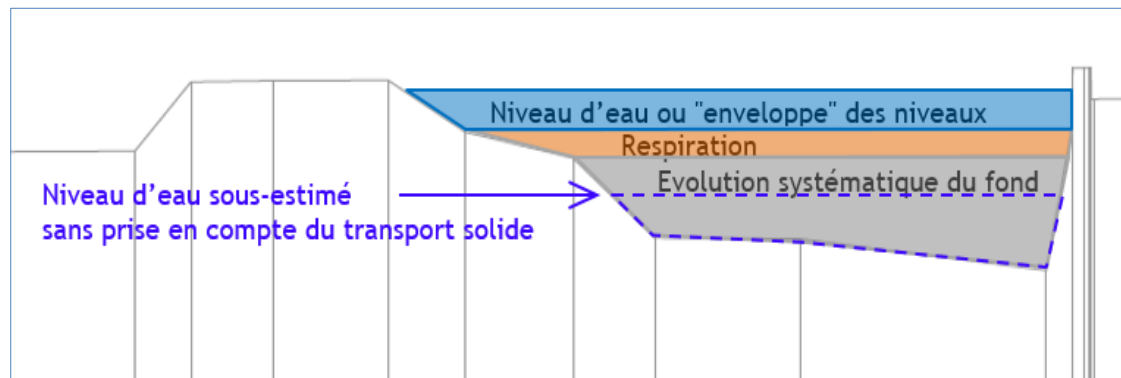 Niveau d'eau ou "enveloppe" des niveaux
Respiration
Evolution systématique du fond
Niveau d'eau sous-estimé
sans prise en compte du transport solide